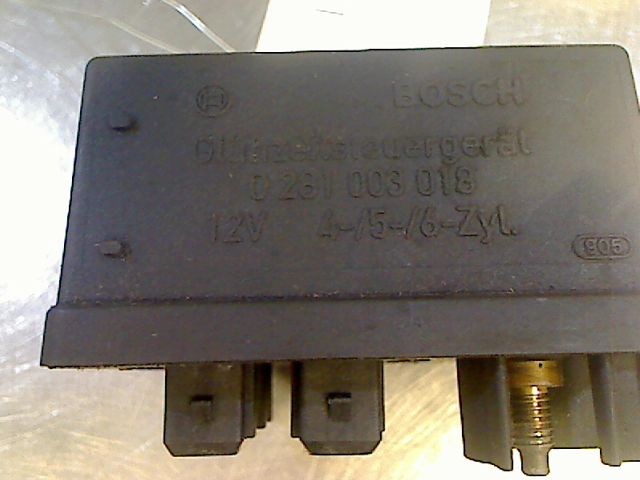 BOSCH
Glühzeitsteuergerät
0 281 003 018
12V 4-/5-/6-Zyl.
905